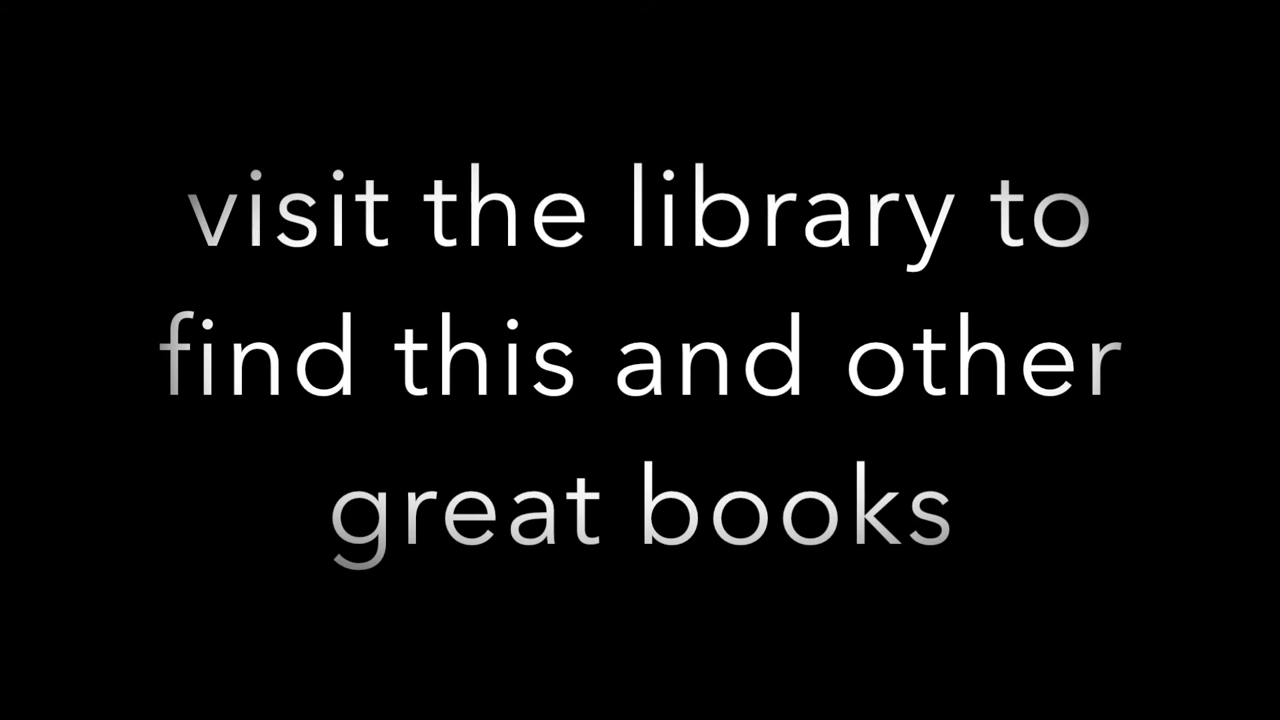 visit the library to
find this and other
great books